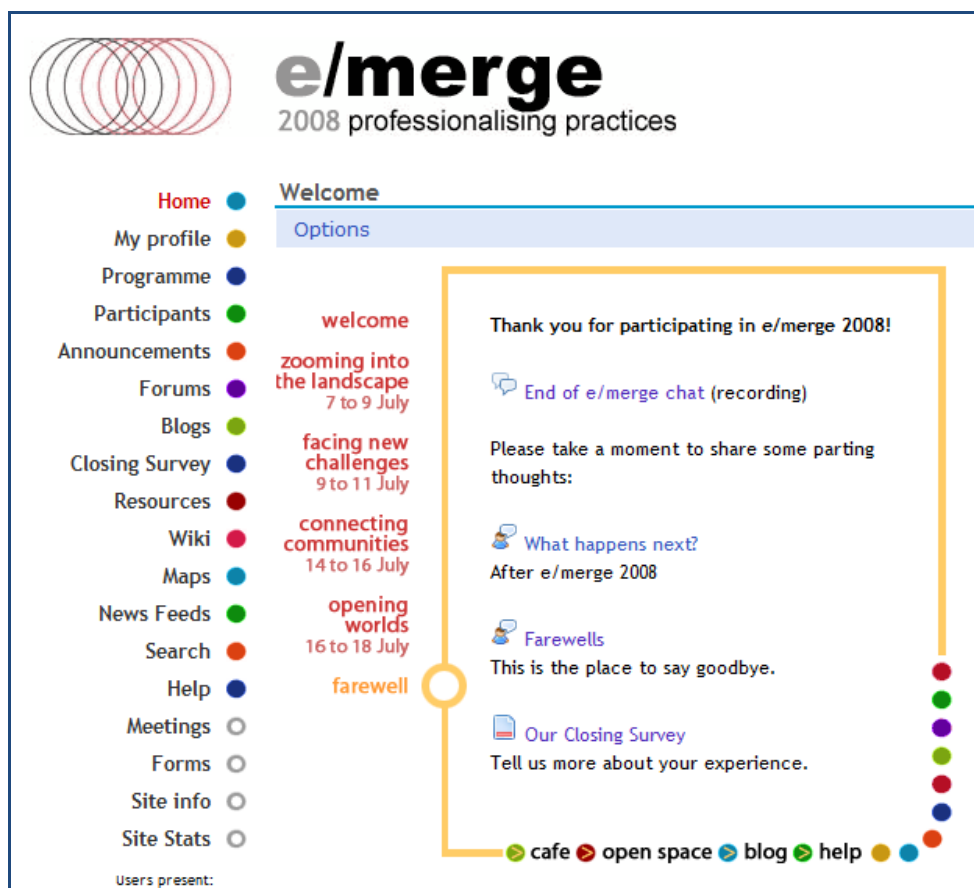 e/merge
2008 professionalising practices
Home
My profile
Programme
Participants
Announcements
Forums
Blogs
Closing Survey
Resources
Wiki
Maps
News Feeds
Search
Help
Meetings
Forms
Site info
Site Stats
Users present:
Welcome
Options
welcome
zooming into
the landscape
7 to 9 July
facing new
challenges
9 to 11 July
connecting
communities
14 to 16 July
opening
worlds
16 to 18 July
farewell
Thank you for participating in e/merge 2008!
End of e/merge chat (recording)
Please take a moment to share some parting
thoughts:
What happens next?
After e/merge 2008
Farewells
This is the place to say goodbye.
Our Closing Survey
Tell us more about your experience.
cafe > open space > blog > help